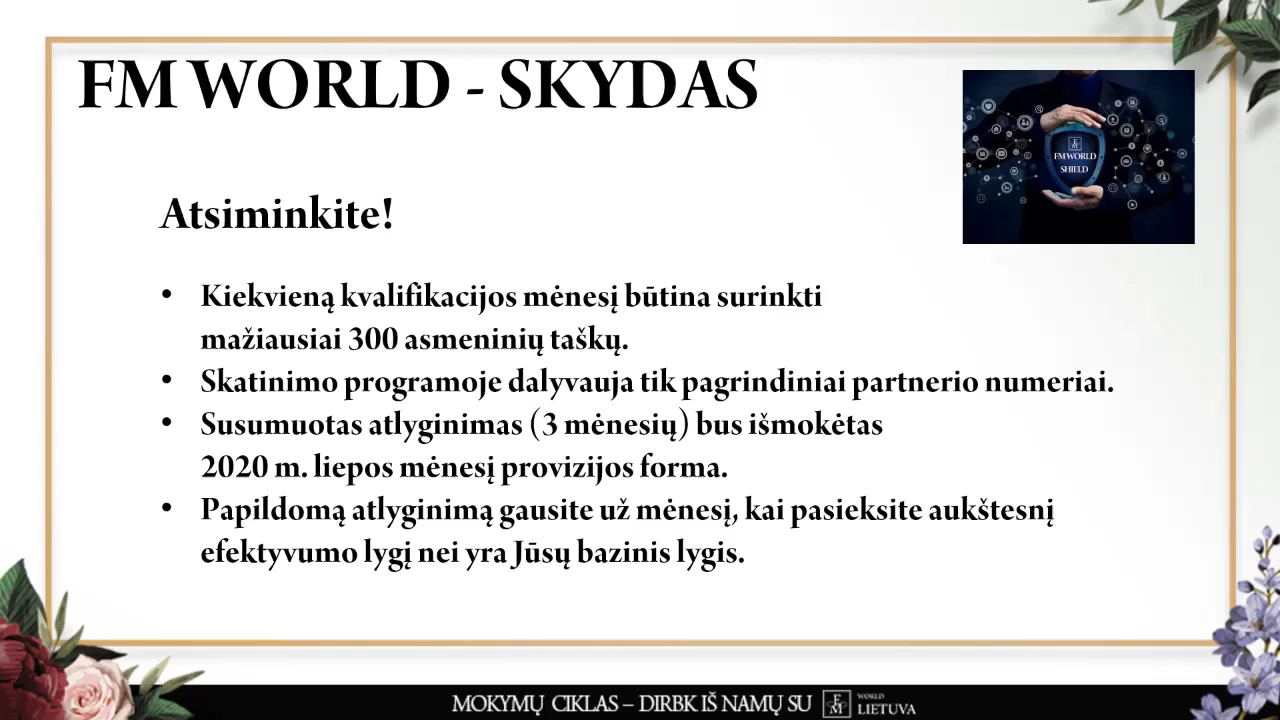 FM WORLD - SKYDAS
FM
FM WORLD
SHIELD
Atsiminkite!
• Kiekvieną kvalifikacijos mėnesį būtina surinkti
mažiausiai 300 asmeninių taškų.
• Skatinimo programoje dalyvauja tik pagrindiniai partnerio numeriai.
• Susumuotas atlyginimas (3 mėnesių) bus išmokėtas
2020 m. liepos mėnesį provizijos forma.
• Papildomą atlyginimą gausite už mėnesį, kai pasieksite aukštesnį
efektyvumo lygį nei yra Jūsų bazinis lygis.
MOKYMŲ CIKLAS – DIRBK IŠ NAMŲ SU FM WORLD LIETUVA